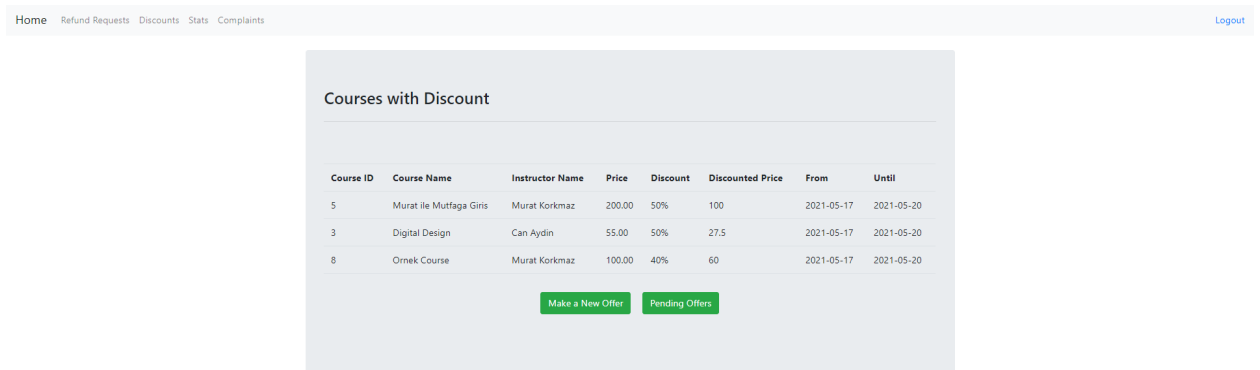 Home Refund Requests Discounts Stats Complaints Logout
Courses with Discount
Course ID Course Name Instructor Name Price Discount Discounted Price From Until
5 Murat ile Mutfaga Giris Murat Korkmaz 200.00 50% 100 2021-05-17 2021-05-20
3 Digital Design Can Aydin 55.00 50% 27.5 2021-05-17 2021-05-20
8 Ornek Course Murat Korkmaz 100.00 40% 60 2021-05-17 2021-05-20
Make a New Offer Pending Offers